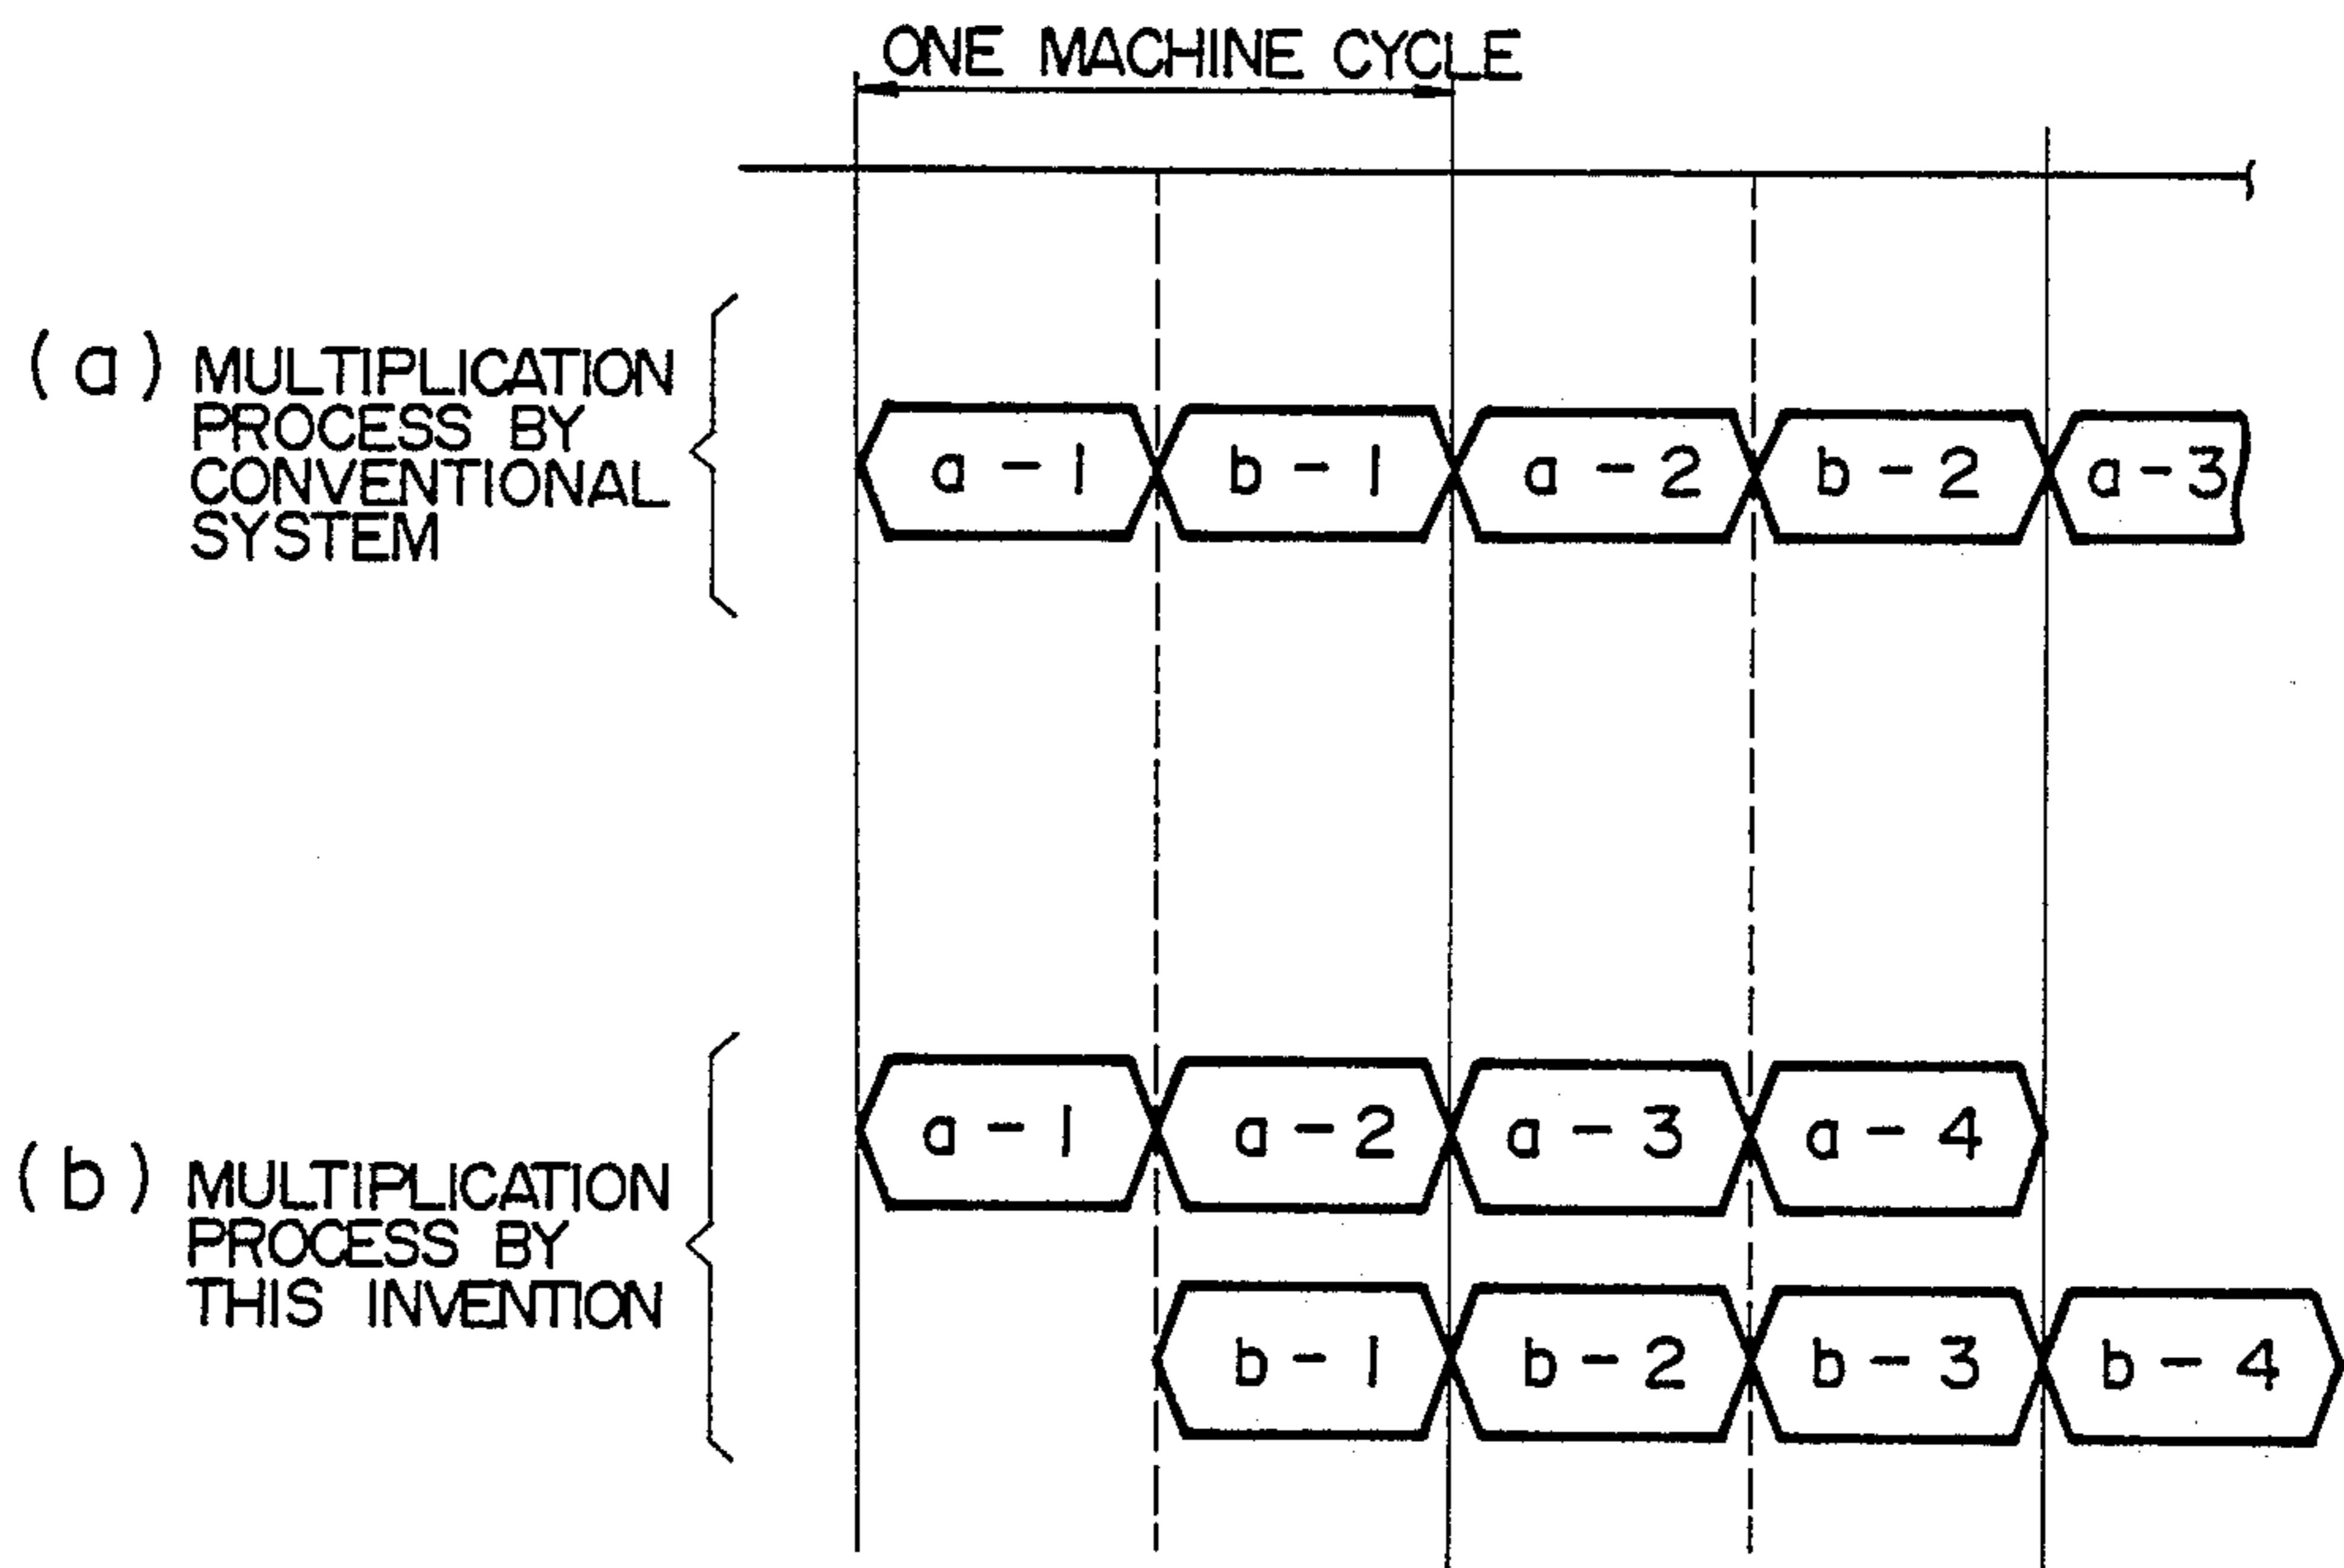 ONE MACHINE CYCLE
(a) MULTIPLICATION
PROCESS BY
CONVENTIONAL
SYSTEM
a-1 b-1 a-2 b-2 a-3
(b) MULTIPLICATION
PROCESS BY
THIS INVENTION
a-1 a-2 a-3 a-4
b-1 b-2 b-3 b-4